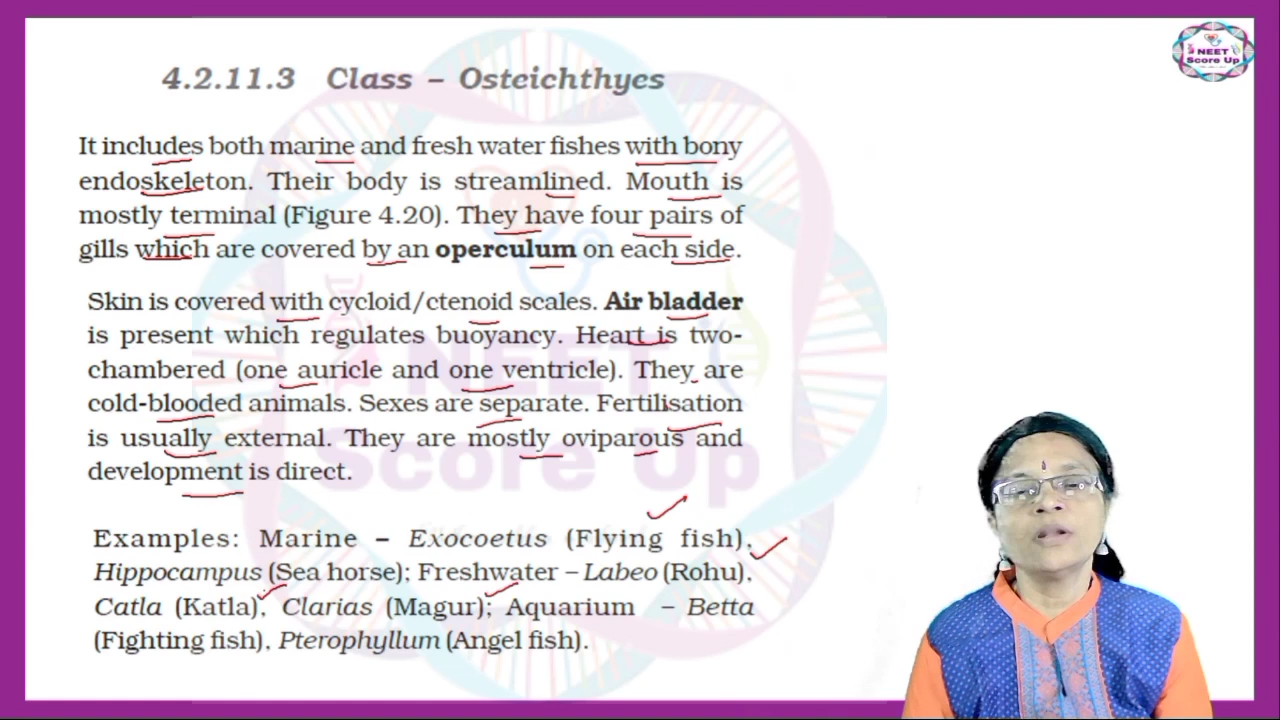 NEET
Score Up
4.2.11.3 Class – Osteichthyes
It includes both marine and fresh water fishes with bony
endoskeleton. Their body is streamlined. Mouth is
mostly terminal (Figure 4.20). They have four pairs of
gills which are covered by an operculum on each side.
Skin is covered with cycloid/ctenoid scales. Air bladder
is present which regulates buoyancy. Heart is two-
chambered (one auricle and one ventricle). They are
cold-blooded animals. Sexes are separate. Fertilisation
is usually external. They are mostly oviparous and
development is direct.
Examples: Marine – Exocoetus (Flying fish),
Hippocampus (Sea horse); Freshwater – Labeo (Rohu),
Catla (Katla), Clarias (Magur); Aquarium – Betta
(Fighting fish), Pterophyllum (Angel fish).
NEET
Score Up